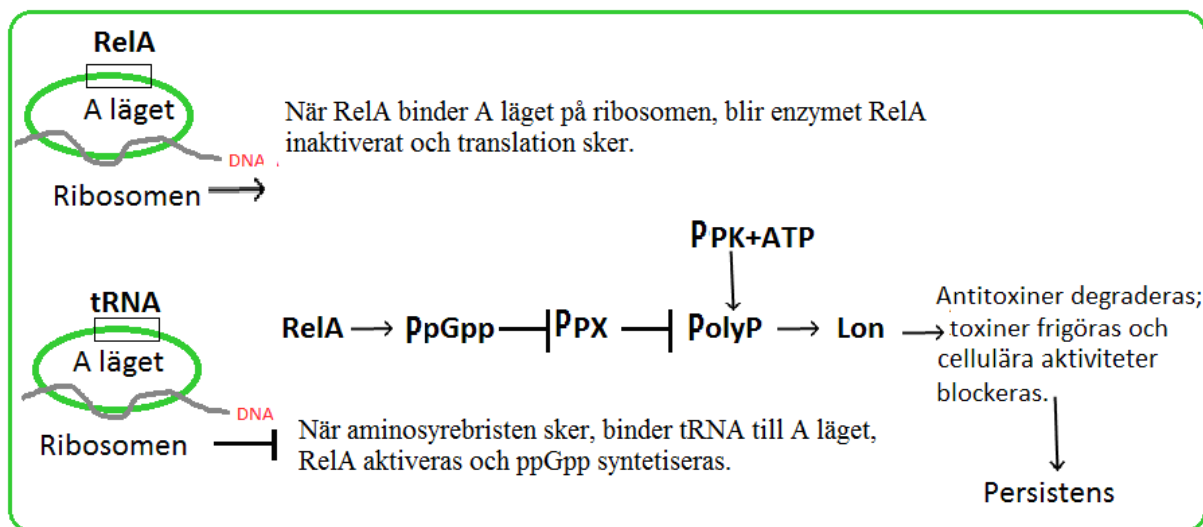 RelA
A läget
DNA
Ribosomen
När RelA binder A läget på ribosomen, blir enzymet RelA
inaktiverat och translation sker.
PPK+ATP
tRNA
A läget
DNA
Ribosomen
RelA
PpGpp
PPX
PolyP
Lon
Antitoxiner degraderas;
toxiner frigöras och
cellulära aktiviteter
blockeras.
När aminosyrebristen sker, binder tRNA till A läget,
RelA aktiveras och ppGpp syntetiseras.
Persistens